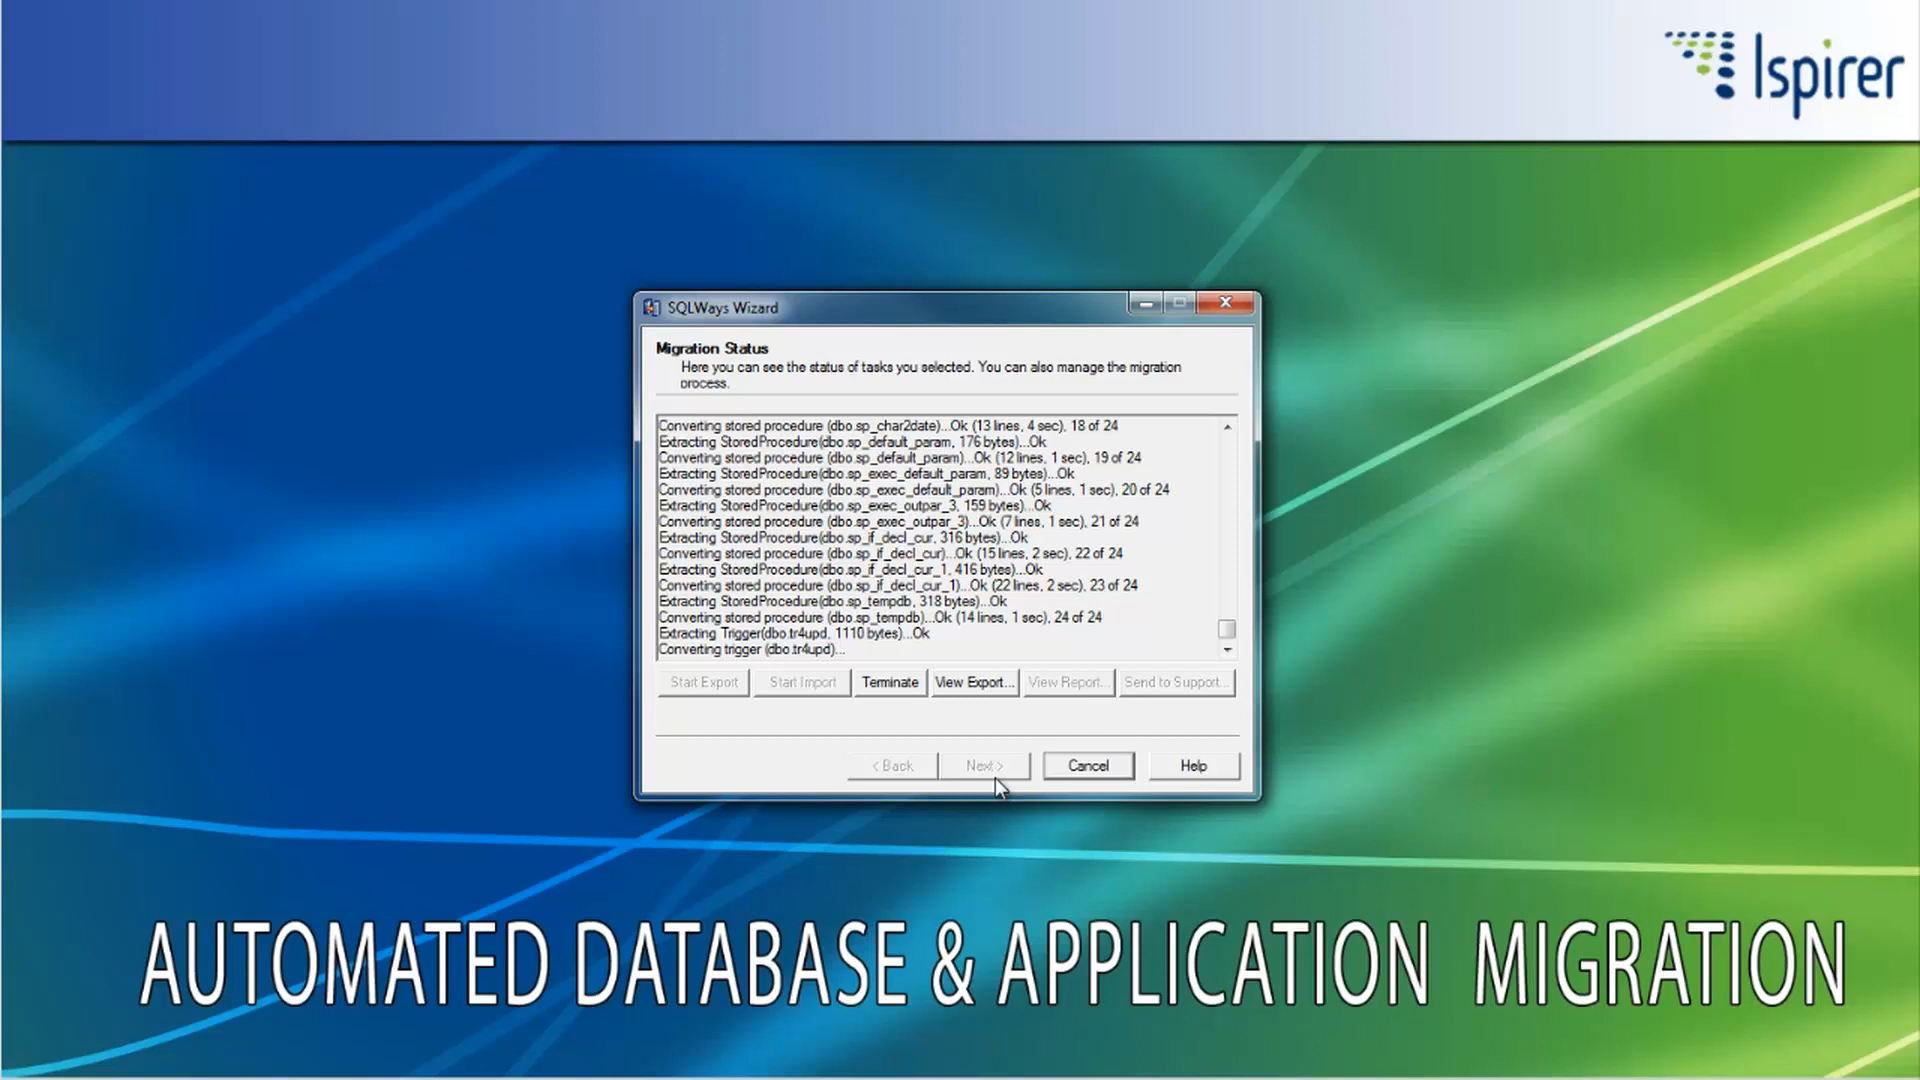 Ispirer
SQLWays Wizard
Migration Status
Here you can see the status of tasks you selected. You can also manage the migration
process.
Converting stored procedure (dbo.sp_char2date)...Ok (13 lines, 4 sec), 18 of 24
Extracting StoredProcedure(dbo.sp_default_param, 176 bytes)...Ok
Converting stored procedure (dbo.sp_default_param)...Ok (12 lines, 1 sec), 19 of 24
Extracting StoredProcedure(dbo.sp_exec_default_param, 89 bytes)...Ok
Converting stored procedure (dbo.sp_exec_default_param)...Ok (5 lines, 1 sec), 20 of 24
Extracting StoredProcedure(dbo.sp_exec_outpar_3, 159 bytes)...Ok
Converting stored procedure (dbo.sp_exec_outpar_3)...Ok (7 lines, 1 sec), 21 of 24
Extracting StoredProcedure(dbo.sp_if_decl_cur, 316 bytes)...Ok
Converting stored procedure (dbo.sp_if_decl_cur)...Ok (15 lines, 2 sec), 22 of 24
Extracting StoredProcedure(dbo.sp_if_decl_cur_1, 416 bytes)...Ok
Converting stored procedure (dbo.sp_if_decl_cur_1)...Ok (22 lines, 2 sec), 23 of 24
Extracting StoredProcedure(dbo.sp_tempdb, 318 bytes)...Ok
Converting stored procedure (dbo.sp_tempdb)...Ok (14 lines, 1 sec), 24 of 24
Extracting Trigger(dbo.tr4upd, 1110 bytes)...Ok
Converting trigger (dbo.tr4upd)...
Start Export Start Import Terminate View Export... View Report... Send to Support...
< Back Next > Cancel Help
AUTOMATED DATABASE & APPLICATION MIGRATION